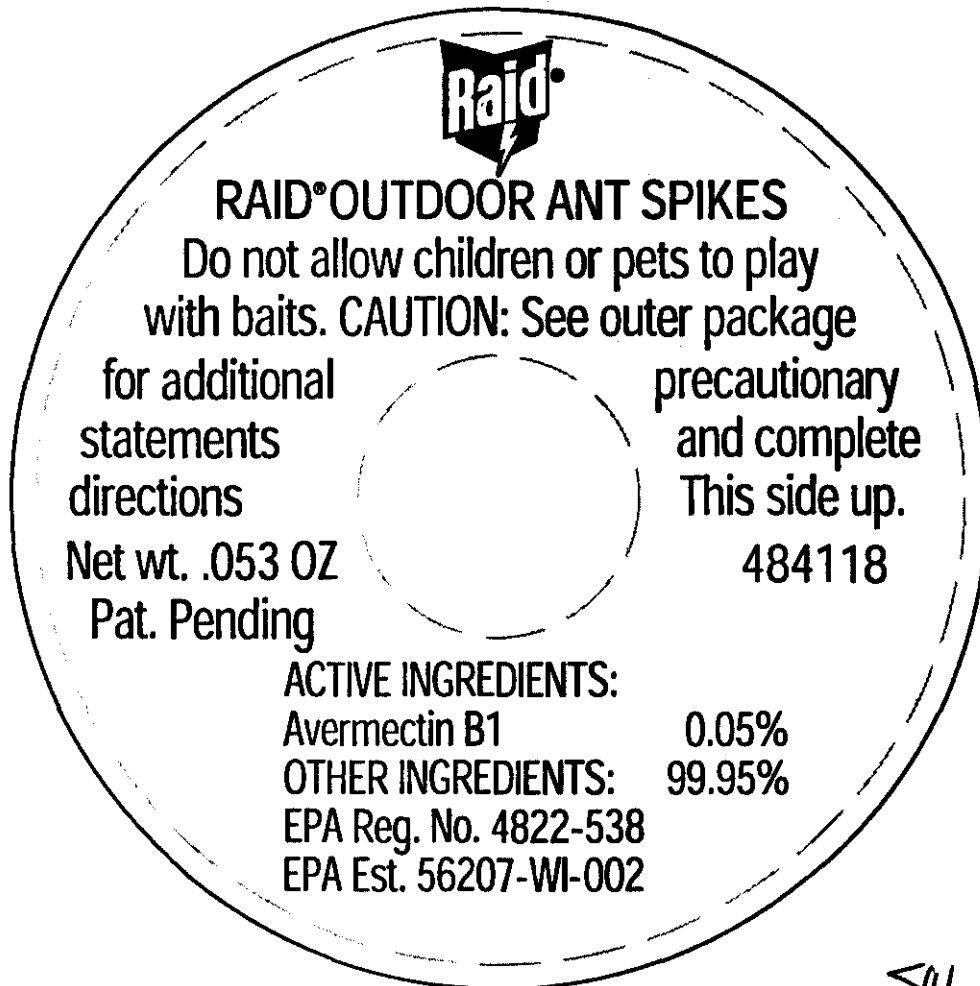 Raid
RAID® OUTDOOR ANT SPIKES
Do not allow children or pets to play
with baits. CAUTION: See outer package
for additional precautionary
statements and complete
directions This side up.
Net wt. .053 OZ 484118
Pat. Pending
ACTIVE INGREDIENTS:
Avermectin B1 0.05%
OTHER INGREDIENTS: 99.95%
EPA Reg. No. 4822-538
EPA Est. 56207-WI-002